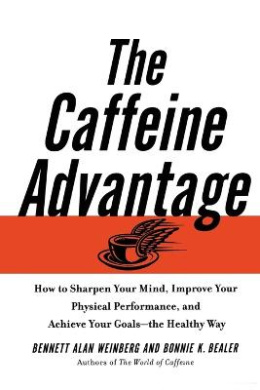 The
Caffeine
Advantage
How to Sharpen Your Mind, Improve Your
Physical Performance, and
Achieve Your Goals—the Healthy Way
BENNETT ALAN WEINBERG AND BONNIE K. BEALER
Authors of The World of Caffeine